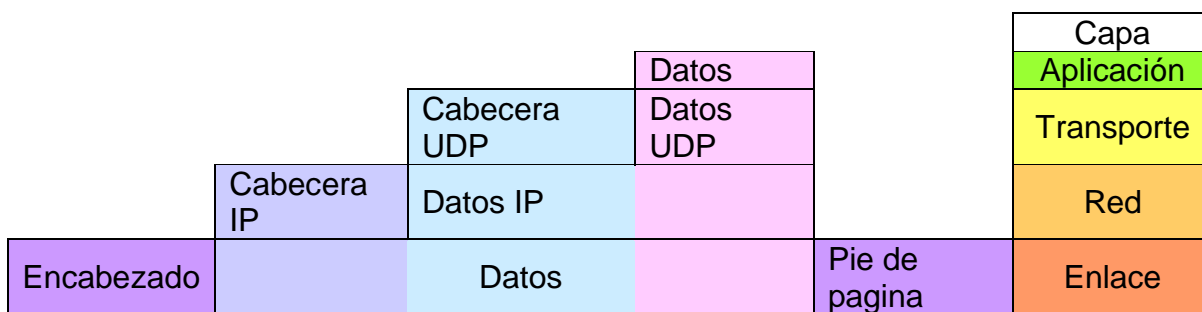 Capa
Datos
Aplicación
Cabecera
UDP
Datos
UDP
Transporte
Cabecera
IP
Datos IP
Red
Encabezado
Datos
Pie de
pagina
Enlace